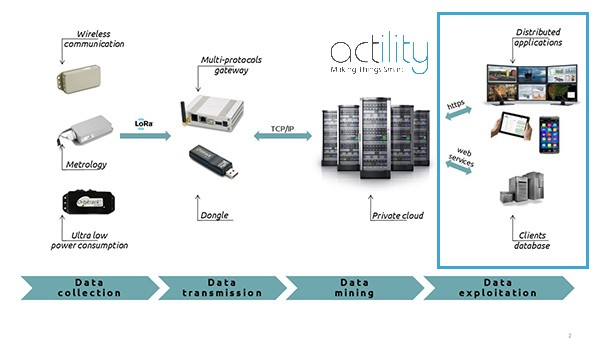 Wireless
communication
Multi-protocols
gateway
actility
Making Things Smart
Distributed
applications
LoRa
TCP/IP
https
web
services
Metrology
Ultra low
power consumption
Dongle
Private cloud
Clients
database
Data
collection
Data
transmission
Data
mining
Data
exploitation
2